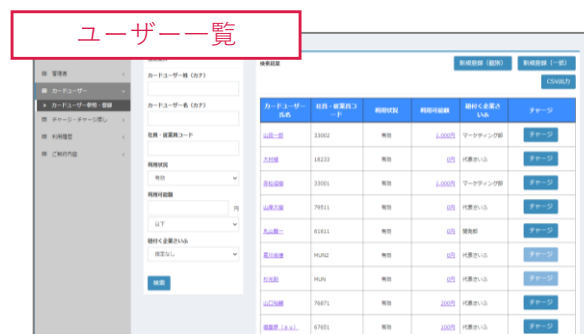 ユーザー一覧
検索結果
新規登録（個別）
新規登録（一括）
CSV出力
管理者
カードユーザー
カードユーザー参照・登録
チャージ・チャージ戻し
利用履歴
ご契約内容
カードユーザー姓（カナ）
カードユーザー名（カナ）
社員・従業員コード
利用状況
有効
利用可能額
円
以下
紐付く企業さいふ
指定なし
検索
カードユーザー氏名 社員・従業員コード 利用状況 利用可能額 紐付く企業さいふ チャージ
33002 有効 1,000円 マーケティング部 チャージ
18233 有効 0円 代表さいふ チャージ
33001 有効 1,000円 マーケティング部 チャージ
79511 有効 0円 代表さいふ チャージ
61611 有効 0円 開発部 チャージ
MUN2 有効 0円 代表さいふ チャージ
MUN 有効 0円 代表さいふ チャージ
76871 有効 200円 代表さいふ チャージ
67651 有効 100円 代表さいふ チャージ